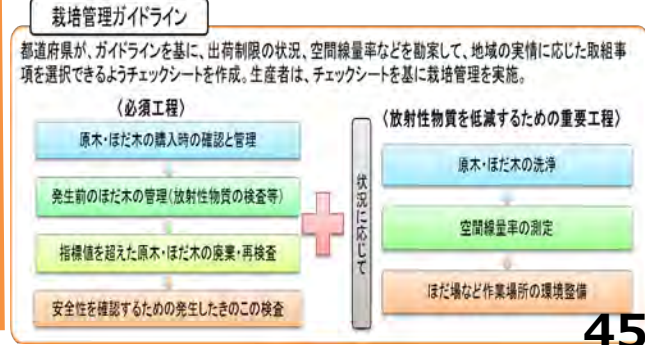 栽培管理ガイドライン
都道府県が、ガイドラインを基に、出荷制限の状況、空間線量率などを勘案して、地域の実情に応じた取組事
項を選択できるようチェックシートを作成。生産者は、チェックシートを基に栽培管理を実施。
〈必須工程〉
原木・ほだ木の購入時の確認と管理
発生前のほだ木の管理(放射性物質の検査等)
指標値を超えた原木・ほだ木の廃棄・再検査
安全性を確認するための発生したきのこの検査
状況に応じて
〈放射性物質を低減するための重要工程〉
原木・ほだ木の洗浄
空間線量率の測定
ほだ場など作業場所の環境整備
45